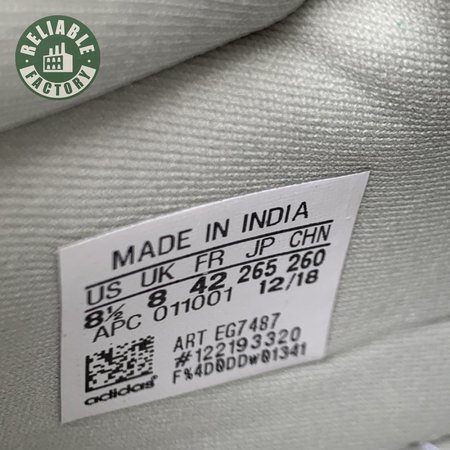 RELIABLE
FACTORY
MADE IN INDIA
US UK FR JP CHN
8½ 8 42 265 260
APC 011001 12/18
ART EG7487
#122193320
F%4D0DDW01341
adidas